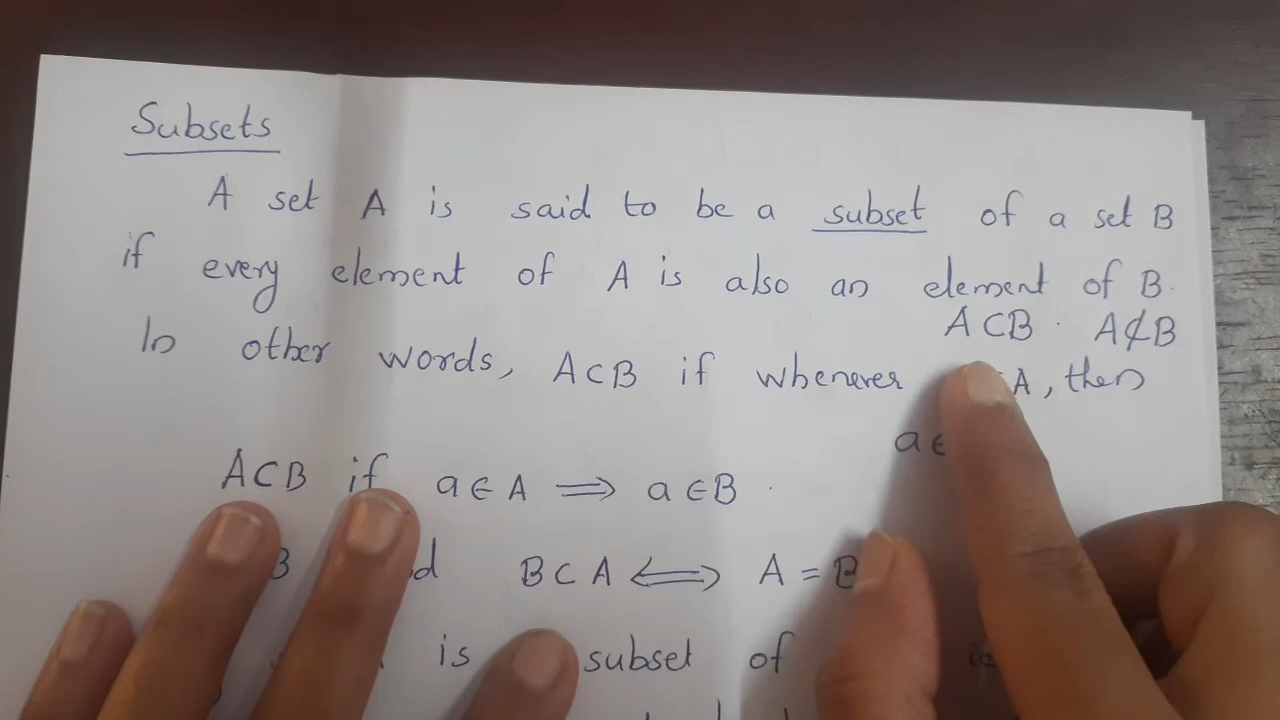 Subsets
A set A is said to be a subset of a set B
if every element of A is also an element of B.
A⊂B . A⊄B
In other words, A⊂B if whenever A, then
a∈
A⊂B if a∈A ⟹ a∈B .
B B⊂A ⟺ A=B
is subset of